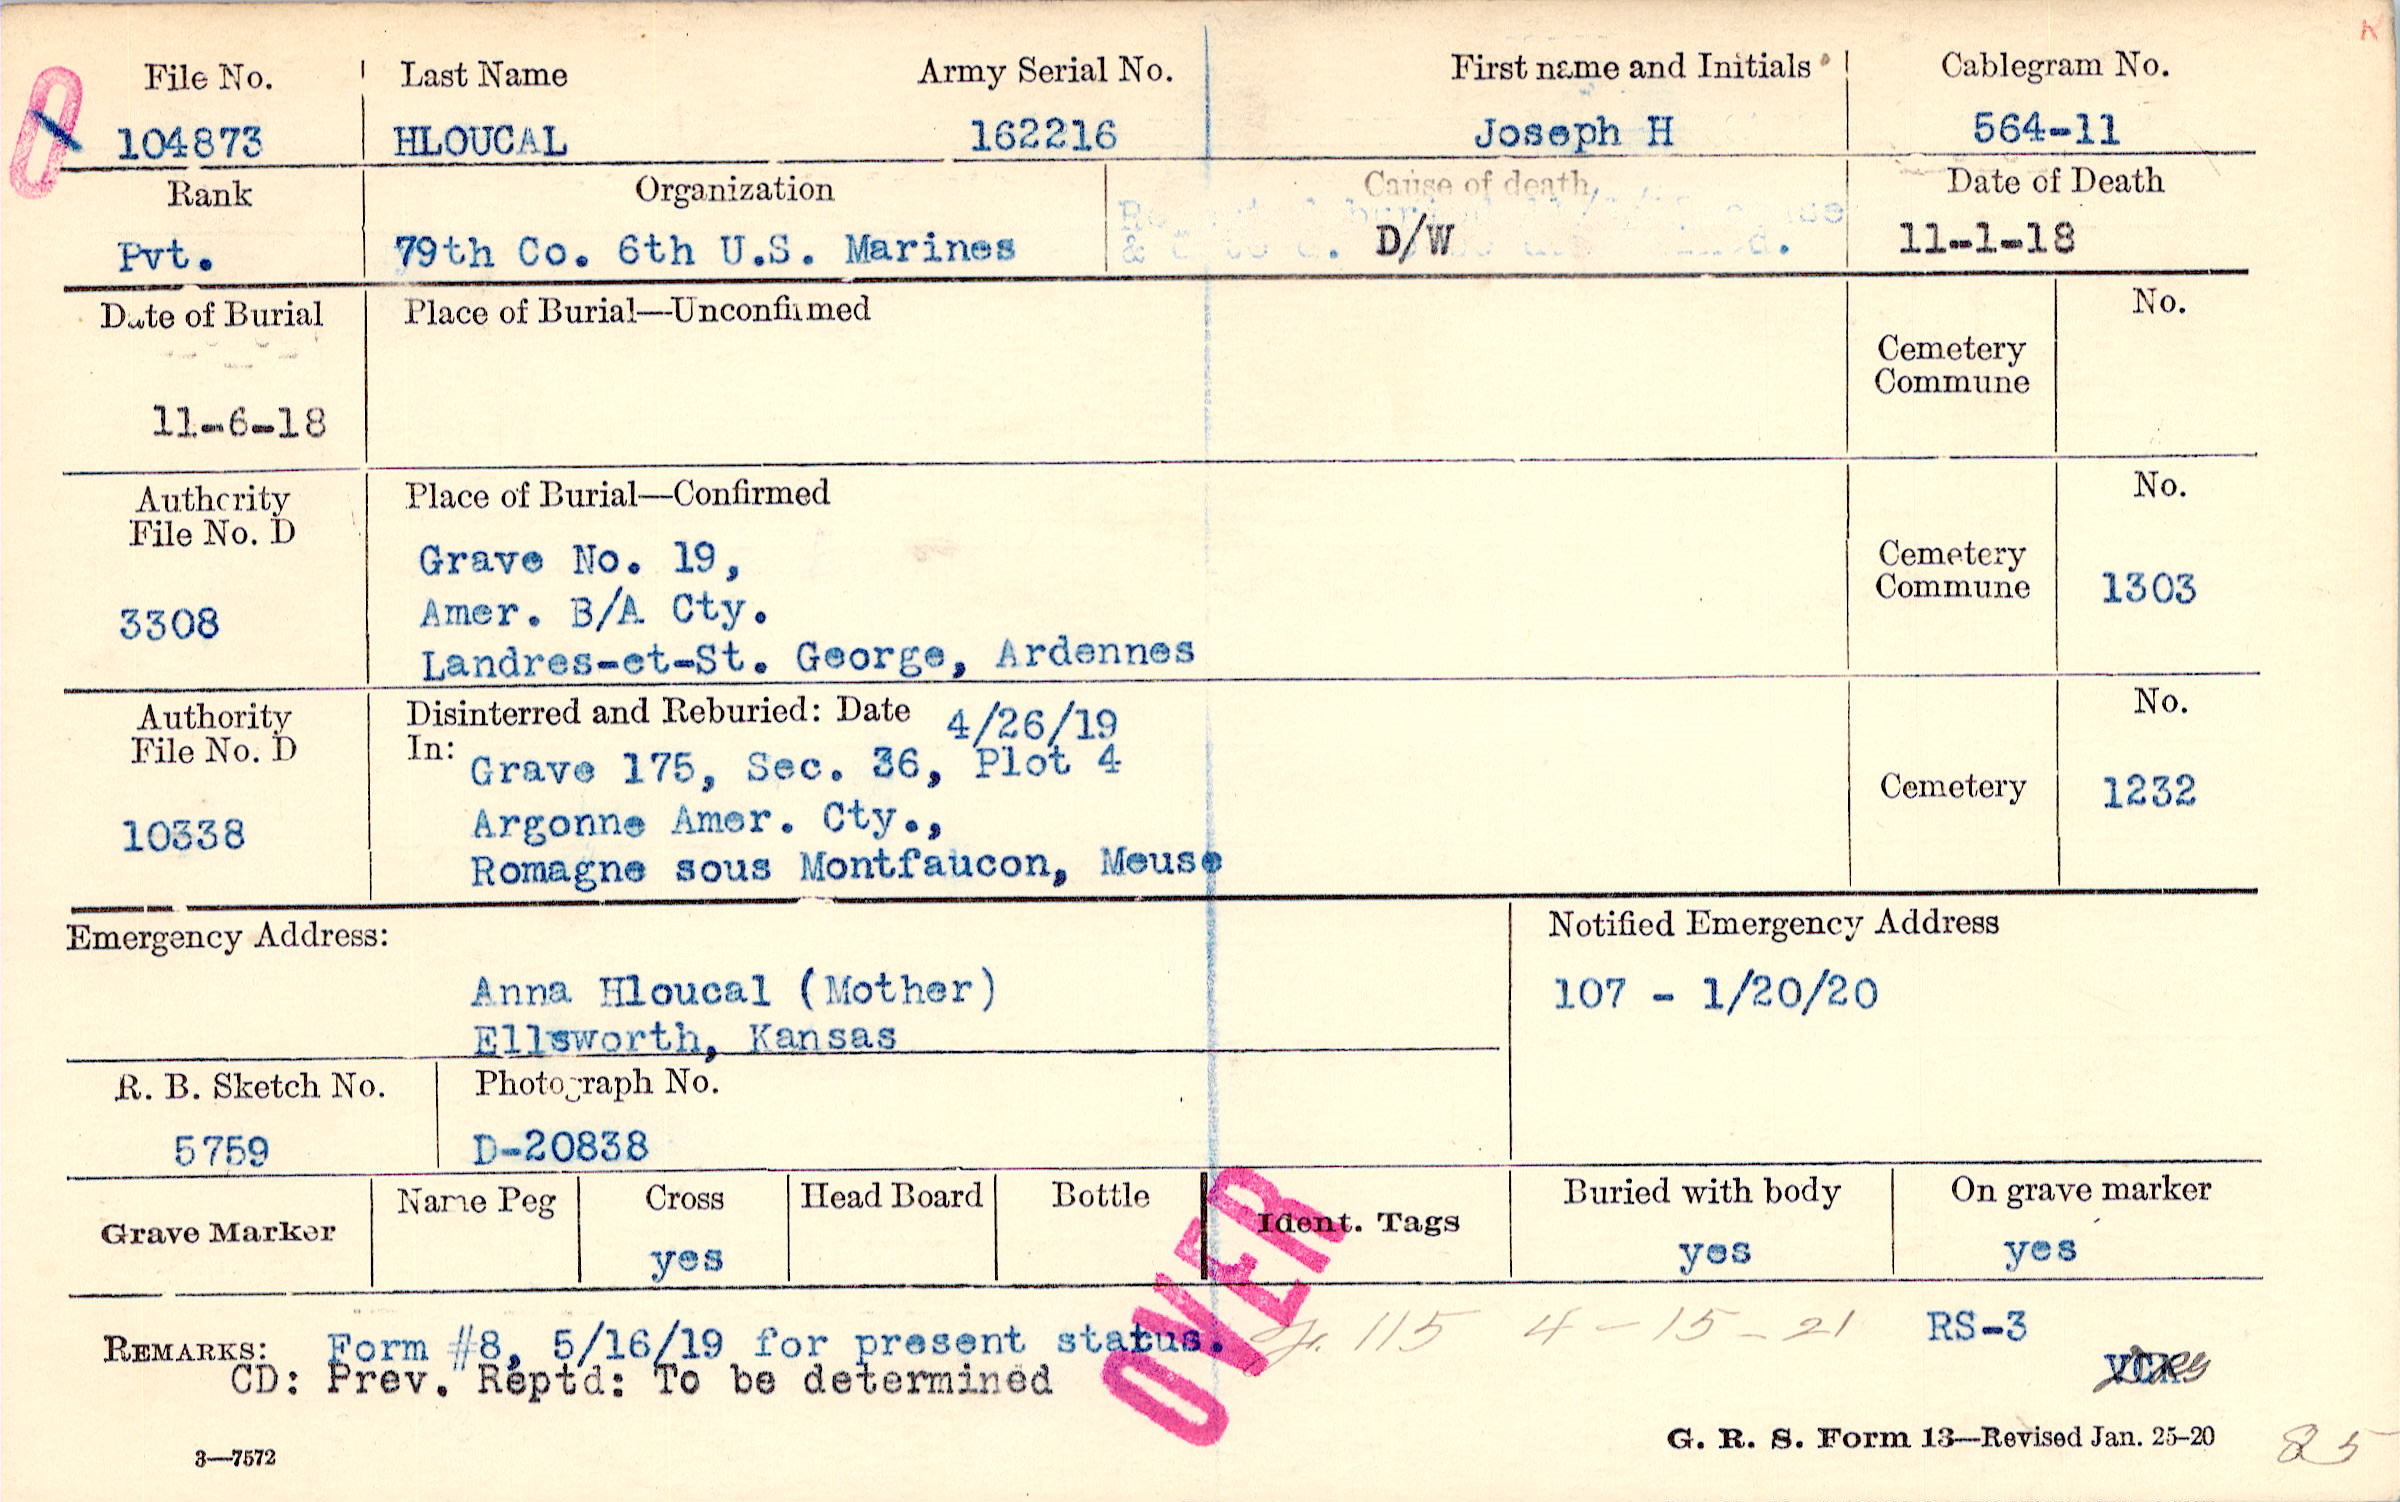 File No. Last Name Army Serial No. First name and Initials Cablegram No.
104873 HLOUCAL 162216 Joseph H 564-11
Rank Organization Cause of death Date of Death
Pvt. 79th Co. 6th U.S. Marines D/W 11-1-18
Date of Burial Place of Burial—Unconfirmed No.
Cemetery
Commune
11-6-18
Authority Place of Burial—Confirmed No.
File No. D
Grave No. 19, Cemetery
3308 Amer. B/A Cty. Commune 1303
Landres-et-St. George, Ardennes
Authority Disinterred and Reburied: Date 4/26/19 No.
File No. D In: Grave 175, Sec. 36, Plot 4
10338 Argonne Amer. Cty., Cemetery 1232
Romagne sous Montfaucon, Meuse
Emergency Address: Notified Emergency Address
Anna Hloucal (Mother) 107 - 1/20/20
Ellsworth, Kansas
R. B. Sketch No. Photograph No.
5759 D-20838
Grave Marker Name Peg Cross Head Board Bottle Ident. Tags Buried with body On grave marker
yes yes yes
OVER
REMARKS: Form #8, 5/16/19 for present status. 115 4-15-21 RS-3
CD: Prev. Reptd: To be determined
3—7572 G. R. S. Form 13—Revised Jan. 25-20 85